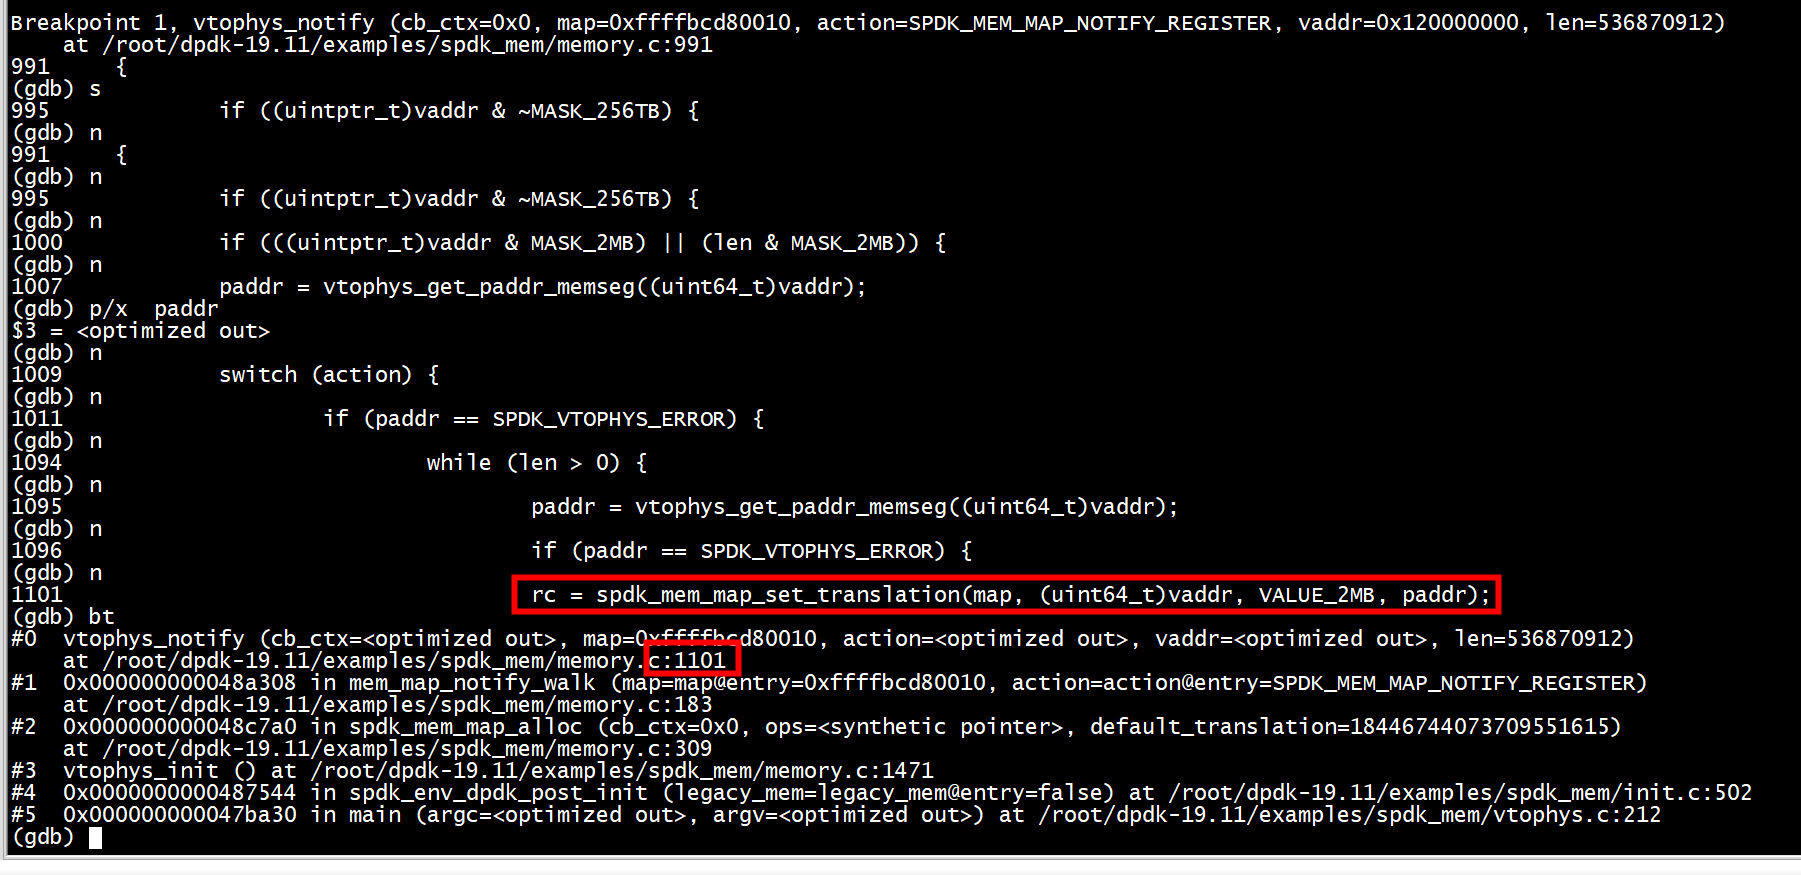 Breakpoint 1, vtophys_notify (cb_ctx=0x0, map=0xffffbcd80010, action=SPDK_MEM_MAP_NOTIFY_REGISTER, vaddr=0x120000000, len=536870912)
    at /root/dpdk-19.11/examples/spdk_mem/memory.c:991
991     {
(gdb) s
995             if ((uintptr_t)vaddr & ~MASK_256TB) {
(gdb) n
991     {
(gdb) n
995             if ((uintptr_t)vaddr & ~MASK_256TB) {
(gdb) n
1000            if (((uintptr_t)vaddr & MASK_2MB) || (len & MASK_2MB)) {
(gdb) n
1007            paddr = vtophys_get_paddr_memseg((uint64_t)vaddr);
(gdb) p/x  paddr
$3 = <optimized out>
(gdb) n
1009            switch (action) {
(gdb) n
1011                    if (paddr == SPDK_VTOPHYS_ERROR) {
(gdb) n
1094                            while (len > 0) {
(gdb) n
1095                                    paddr = vtophys_get_paddr_memseg((uint64_t)vaddr);
(gdb) n
1096                                    if (paddr == SPDK_VTOPHYS_ERROR) {
(gdb) n
1101                                    rc = spdk_mem_map_set_translation(map, (uint64_t)vaddr, VALUE_2MB, paddr);
(gdb) bt
#0  vtophys_notify (cb_ctx=<optimized out>, map=0xffffbcd80010, action=<optimized out>, vaddr=<optimized out>, len=536870912)
    at /root/dpdk-19.11/examples/spdk_mem/memory.c:1101
#1  0x000000000048a308 in mem_map_notify_walk (map=map@entry=0xffffbcd80010, action=action@entry=SPDK_MEM_MAP_NOTIFY_REGISTER)
    at /root/dpdk-19.11/examples/spdk_mem/memory.c:183
#2  0x000000000048c7a0 in spdk_mem_map_alloc (cb_ctx=0x0, ops=<synthetic pointer>, default_translation=18446744073709551615)
    at /root/dpdk-19.11/examples/spdk_mem/memory.c:309
#3  vtophys_init () at /root/dpdk-19.11/examples/spdk_mem/memory.c:1471
#4  0x0000000000487544 in spdk_env_dpdk_post_init (legacy_mem=legacy_mem@entry=false) at /root/dpdk-19.11/examples/spdk_mem/init.c:502
#5  0x000000000047ba30 in main (argc=<optimized out>, argv=<optimized out>) at /root/dpdk-19.11/examples/spdk_mem/vtophys.c:212
(gdb)